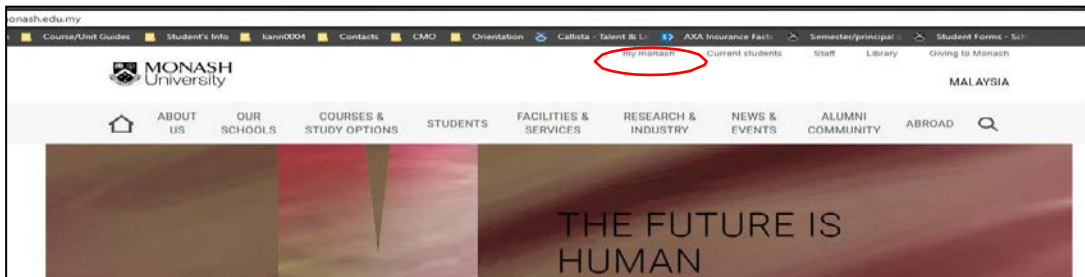 onash.edu.my
Course/Unit Guides Student's Info kann0004 Contacts CMO Orientation Callista - Talent & L AXA Insurance Facts Semester/principal Student Forms - Sch
my.monash Current students Staff Library Giving to Monash
MONASH
University
MALAYSIA
ABOUT US OUR SCHOOLS COURSES & STUDY OPTIONS STUDENTS FACILITIES & SERVICES RESEARCH & INDUSTRY NEWS & EVENTS ALUMNI COMMUNITY ABROAD
THE FUTURE IS
HUMAN